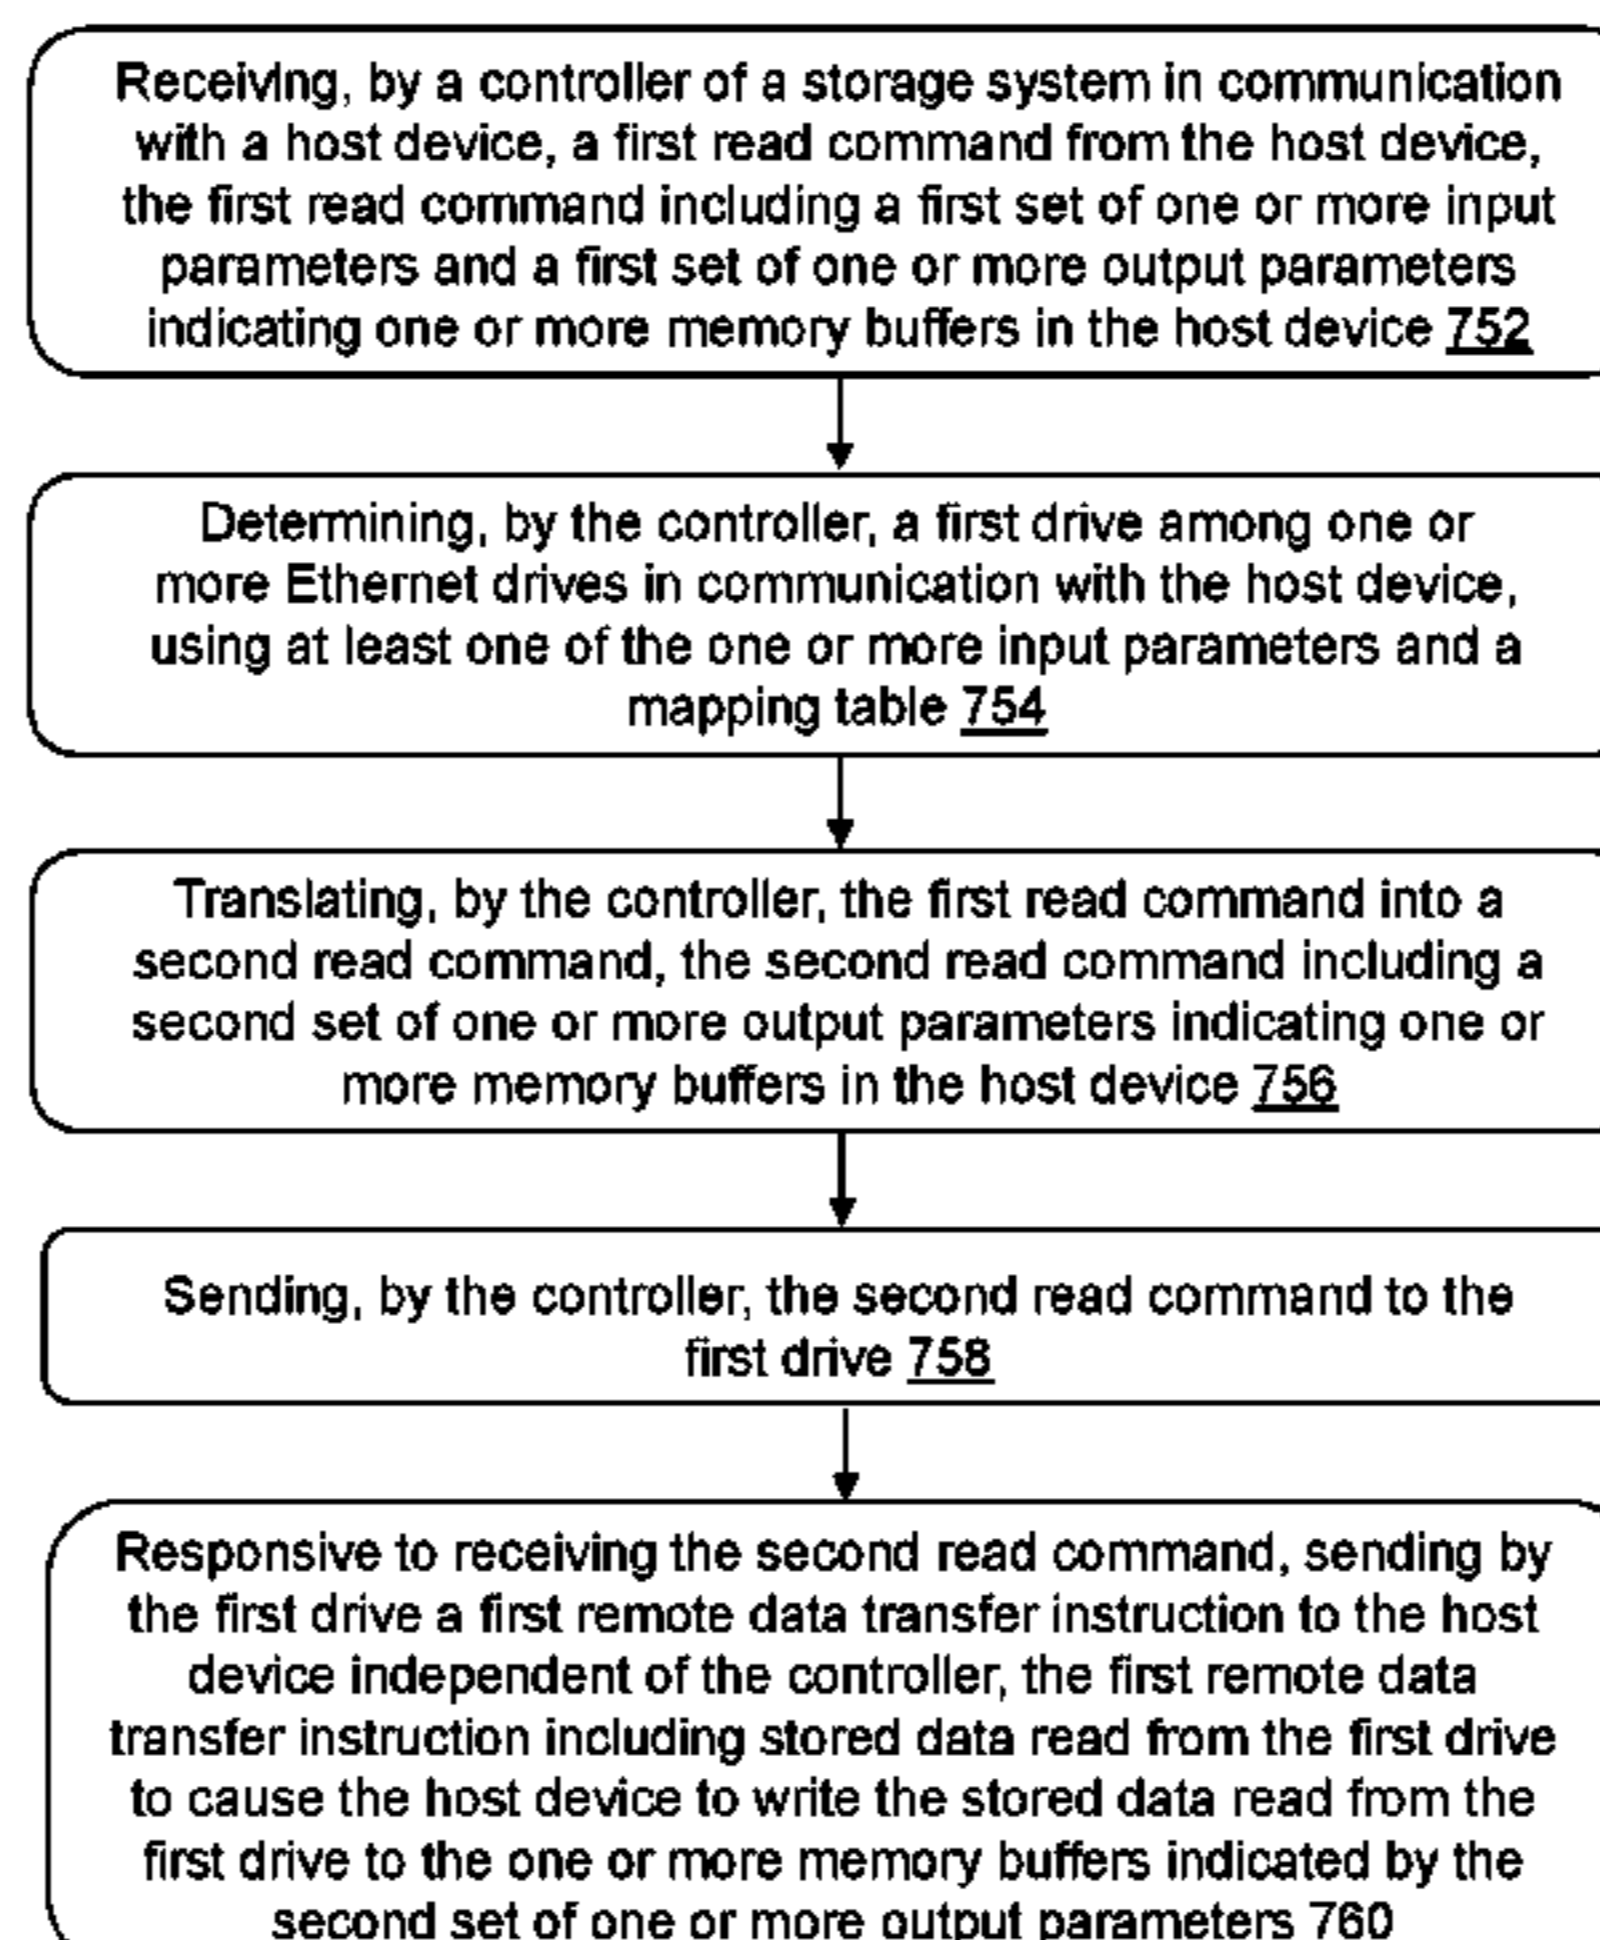 Receiving, by a controller of a storage system in communication
with a host device, a first read command from the host device,
the first read command including a first set of one or more input
parameters and a first set of one or more output parameters
indicating one or more memory buffers in the host device 752
Determining, by the controller, a first drive among one or
more Ethernet drives in communication with the host device,
using at least one of the one or more input parameters and a
mapping table 754
Translating, by the controller, the first read command into a
second read command, the second read command including a
second set of one or more output parameters indicating one or
more memory buffers in the host device 756
Sending, by the controller, the second read command to the
first drive 758
Responsive to receiving the second read command, sending by
the first drive a first remote data transfer instruction to the host
device independent of the controller, the first remote data
transfer instruction including stored data read from the first drive
to cause the host device to write the stored data read from the
first drive to the one or more memory buffers indicated by the
second set of one or more output parameters 760